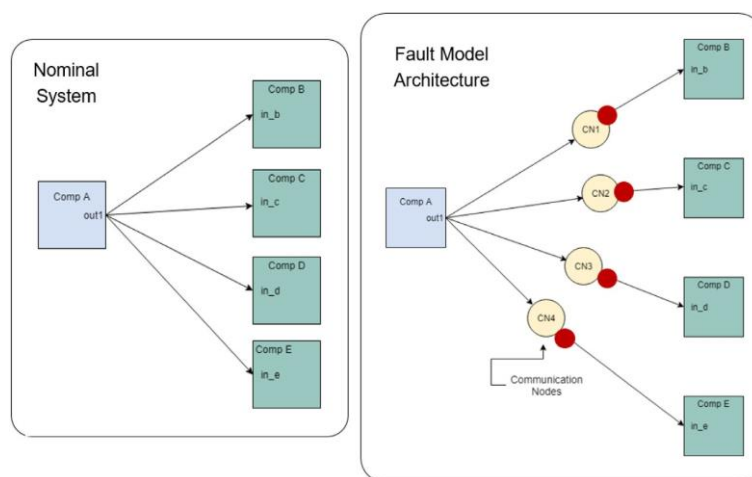 Nominal
System
Comp A
out1
Comp B
in_b
Comp C
in_c
Comp D
in_d
Comp E
in_e
Fault Model
Architecture
Comp A
out1
CN1
CN2
CN3
CN4
Communication
Nodes
Comp B
in_b
Comp C
in_c
Comp D
in_d
Comp E
in_e